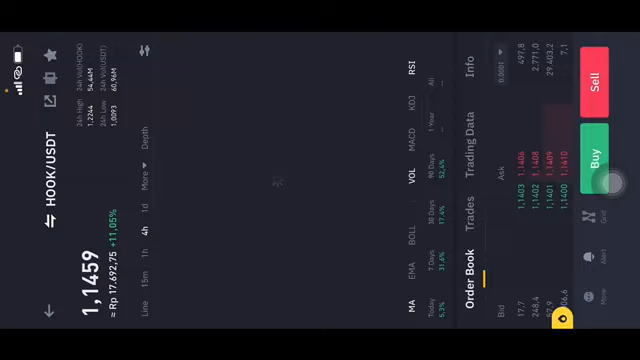 HOOK/USDT
1,1459
≈ Rp 17.692,75 +11,05%
24h High 24h Vol(HOOK)
1,2244 54,44M
24h Low 24h Vol(USDT)
1,0093 60,96M
Line 15m 1h 4h 1d More Depth
MA EMA BOLL VOL MACD KDJ RSI
Today 7 Days 30 Days 90 Days 1 Year All
5,3% 31,6% 17,4% 52,4% -- --
Order Book Trades Trading Data Info
Bid Ask 0.0001
17,7 1,1403 1,1406 497,8
248,4 1,1402 1,1408 2.771,0
57,9 1,1401 1,1409 29.403,2
1,1400 1,1410 7,1
More Alert Grid Buy Sell